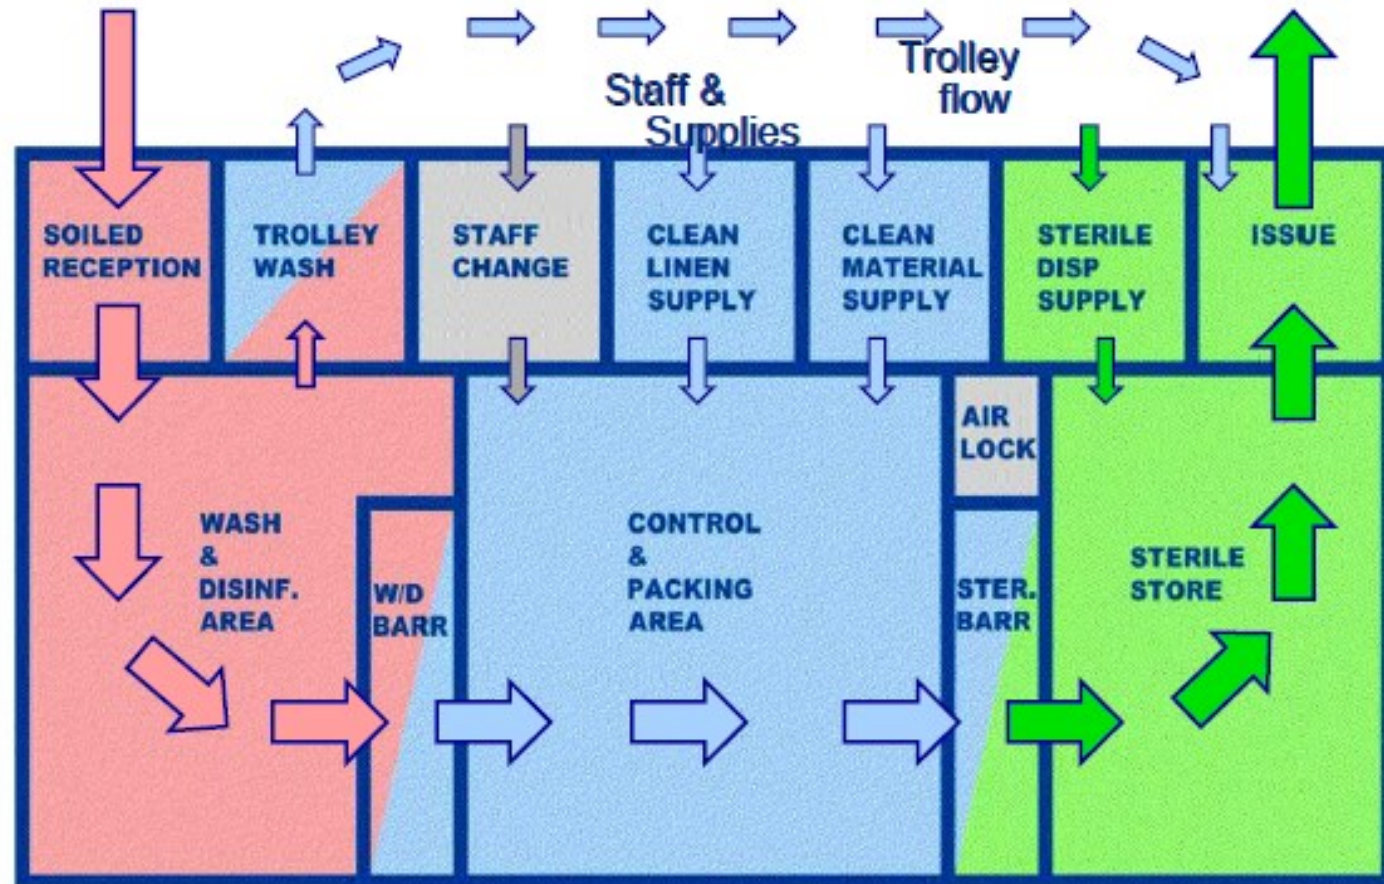 Staff &
Supplies
Trolley
flow
SOILED
RECEPTION
TROLLEY
WASH
STAFF
CHANGE
CLEAN
LINEN
SUPPLY
CLEAN
MATERIAL
SUPPLY
STERILE
DISP
SUPPLY
ISSUE
WASH
&
DISINF.
AREA
W/D
BARR
CONTROL
&
PACKING
AREA
AIR
LOCK
STER.
BARR
STERILE
STORE